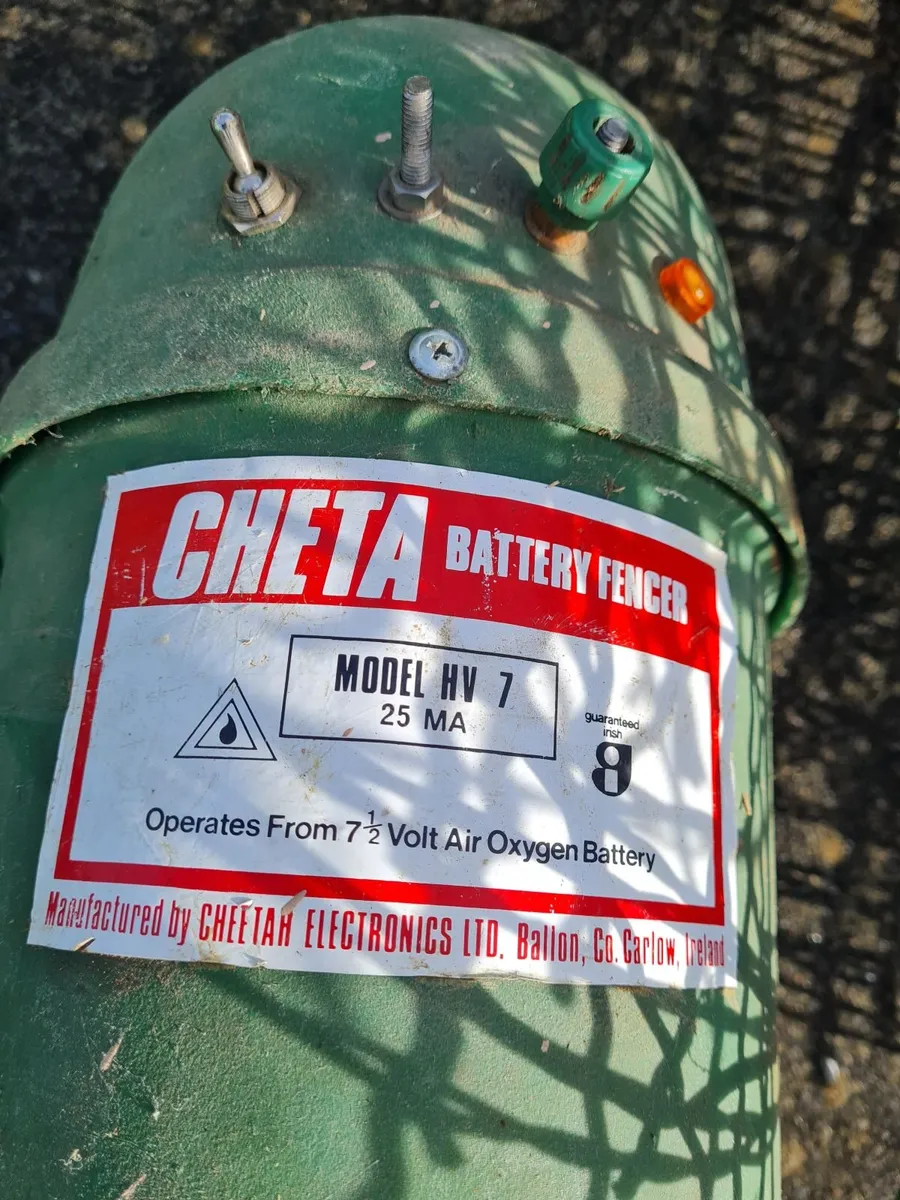 CHETA BATTERY FENCER
MODEL HV 7
25 MA
guaranteed
irish
Operates From 7½ Volt Air Oxygen Battery
Manufactured by CHEETAH ELECTRONICS LTD. Ballon, Co. Carlow, Ireland